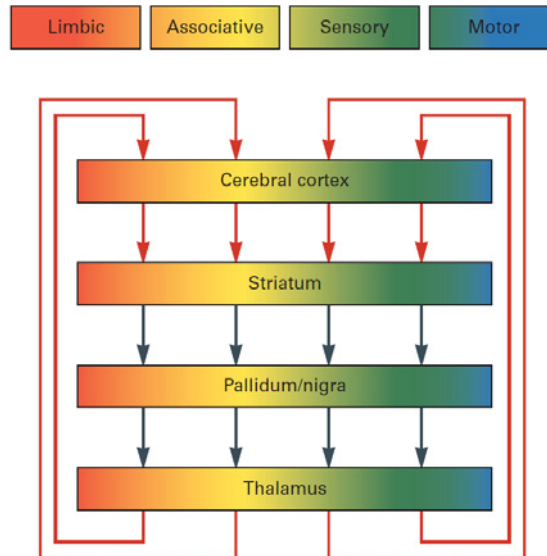 Limbic Associative Sensory Motor
Cerebral cortex
Striatum
Pallidum/nigra
Thalamus